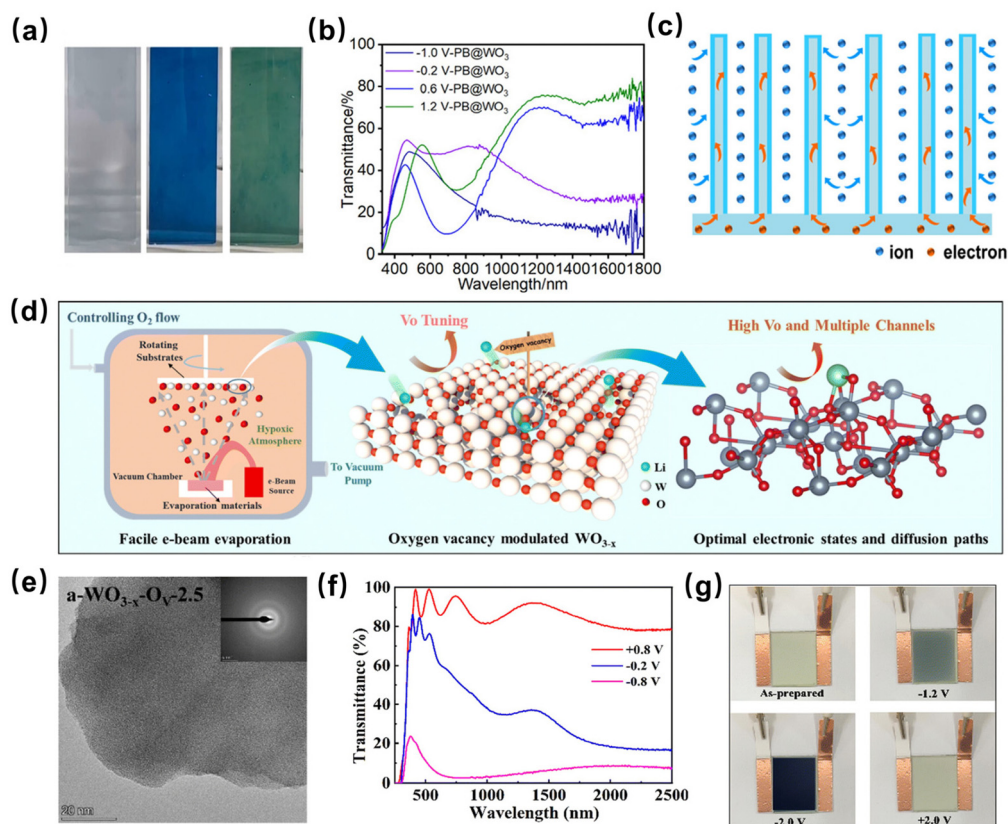 (a)
(b)
Transmittance/%
100
80
60
40
20
0
-1.0 V-PB@WO₃
-0.2 V-PB@WO₃
0.6 V-PB@WO₃
1.2 V-PB@WO₃
400 600 800 1000 1200 1400 1600 1800
Wavelength/nm
(c)
ion electron
(d)
Controlling O₂ flow
Rotating
Substrates
Hypoxic
Atmosphere
Vacuum Chamber
e-Beam
Source
Evaporation materials
To Vacuum
Pump
Facile e-beam evaporation
Vo Tuning
Oxygen vacancy
Li
W
O
Oxygen vacancy modulated WO₃₋ₓ
High Vo and Multiple Channels
Optimal electronic states and diffusion paths
(e)
a-WO₃₋ₓ-Oᵥ-2.5
20 nm
(f)
Transmittance (%)
100
80
60
40
20
0
+0.8 V
-0.2 V
-0.8 V
500 1000 1500 2000 2500
Wavelength (nm)
(g)
As-prepared
-1.2 V
-2.0 V
+2.0 V